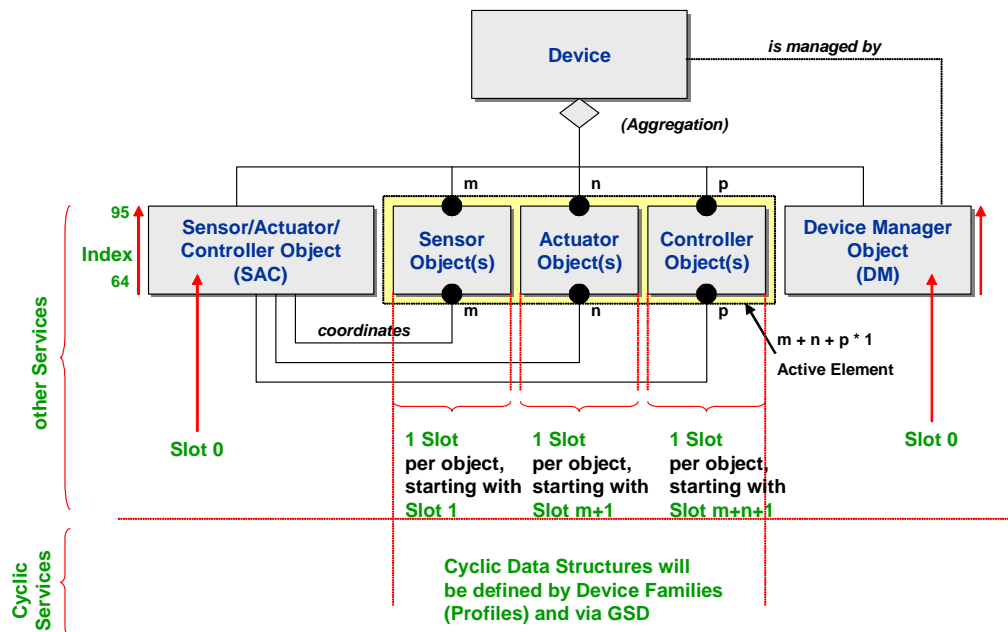 Device
is managed by
(Aggregation)
m
n
p
95
Index
64
Sensor/Actuator/
Controller Object
(SAC)
Sensor
Object(s)
Actuator
Object(s)
Controller
Object(s)
Device Manager
Object
(DM)
m
n
p
coordinates
m + n + p * 1
Active Element
other Services
Slot 0
1 Slot
per object,
starting with
Slot 1
1 Slot
per object,
starting with
Slot m+1
1 Slot
per object,
starting with
Slot m+n+1
Slot 0
Cyclic
Services
Cyclic Data Structures will
be defined by Device Families
(Profiles) and via GSD